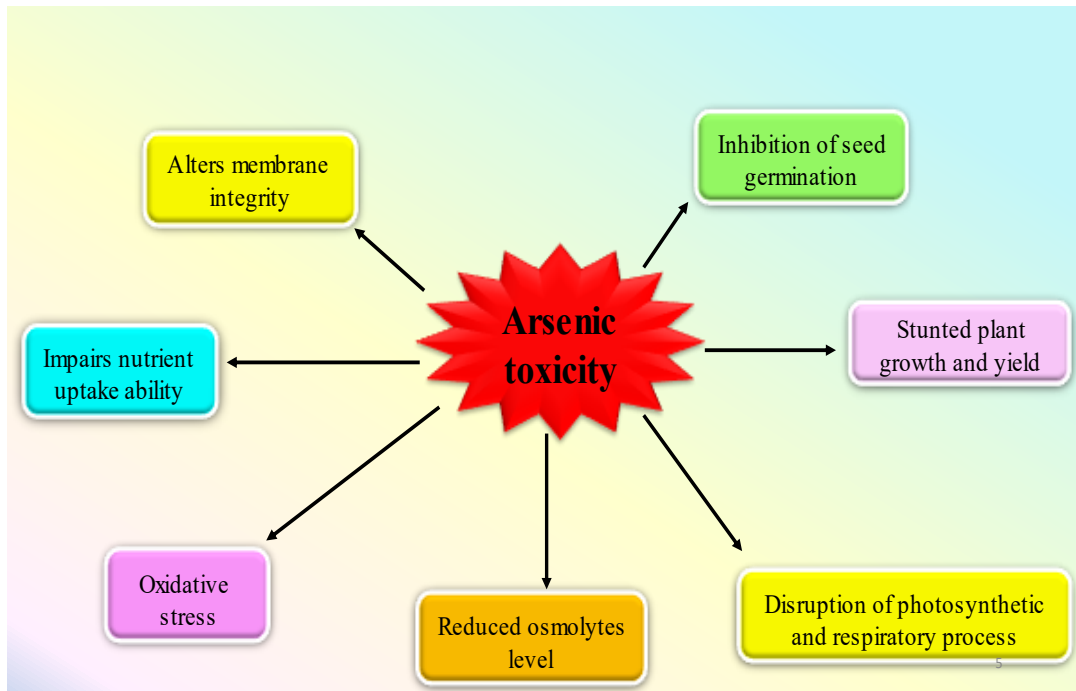 Alters membrane
integrity
Inhibition of seed
germination
Arsenic
toxicity
Impairs nutrient
uptake ability
Stunted plant
growth and yield
Oxidative
stress
Reduced osmolytes
level
Disruption of photosynthetic
and respiratory process
5